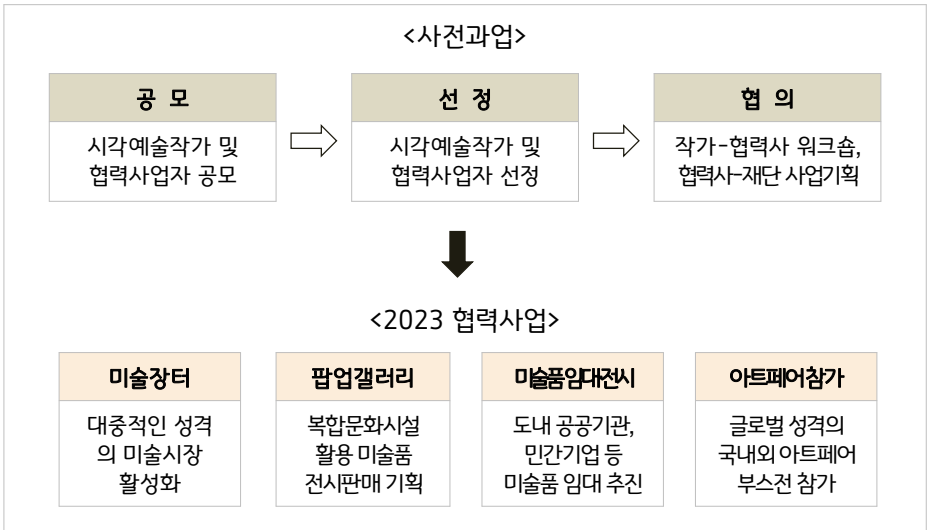 <사전과업>
공 모
시각예술작가 및
협력사업자 공모
선 정
시각예술작가 및
협력사업자 선정
협 의
작가-협력사 워크숍,
협력사-재단 사업기획
<2023 협력사업>
미술장터
대중적인 성격
의 미술시장
활성화
팝업갤러리
복합문화시설
활용 미술품
전시판매 기획
미술품임대전시
도내 공공기관,
민간기업 등
미술품 임대 추진
아트페어참가
글로벌 성격의
국내외 아트페어
부스전 참가